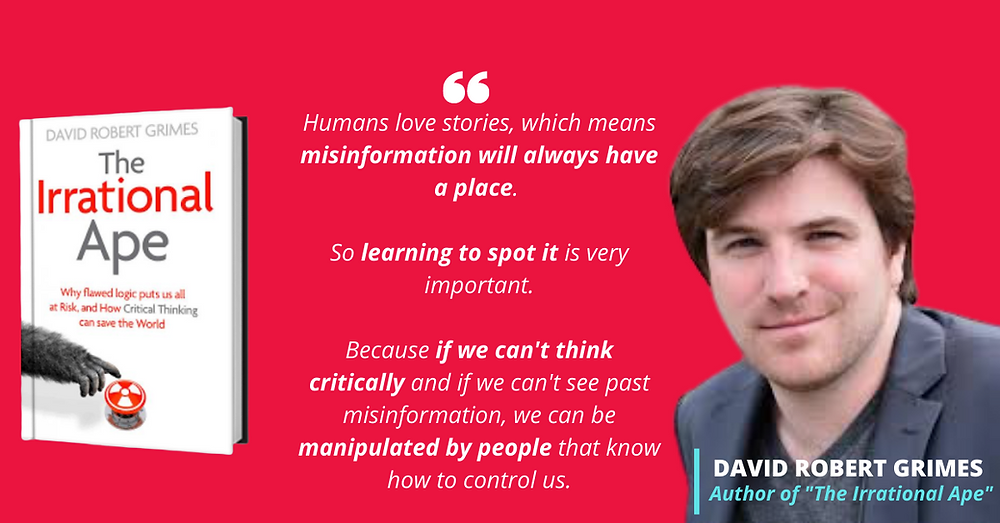 DAVID ROBERT GRIMES
The
Irrational
Ape
Why flawed logic puts us all
at Risk, and How Critical Thinking
can save the World
Humans love stories, which means
misinformation will always have
a place.
So learning to spot it is very
important.
Because if we can't think
critically and if we can't see past
misinformation, we can be
manipulated by people that know
how to control us.
DAVID ROBERT GRIMES
Author of "The Irrational Ape"